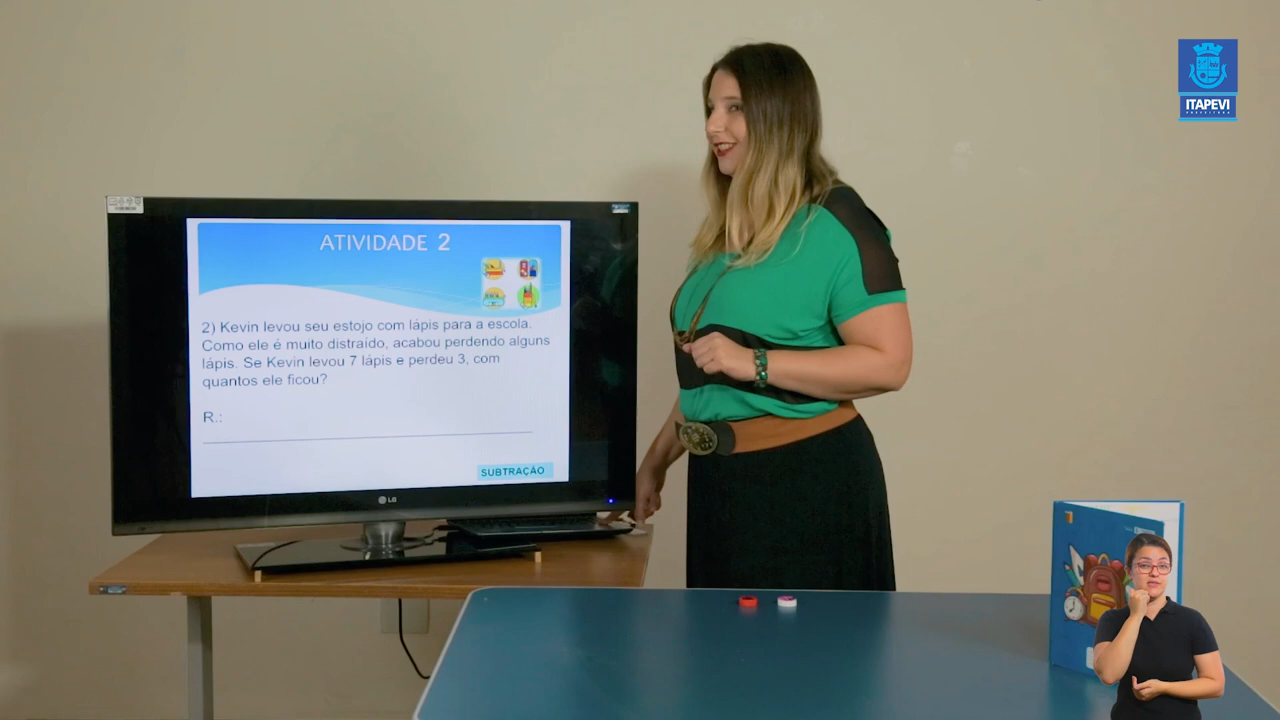 ITAPEVI
PREFEITURA
ATIVIDADE 2
2) Kevin levou seu estojo com lápis para a escola.
Como ele é muito distraído, acabou perdendo alguns
lápis. Se Kevin levou 7 lápis e perdeu 3, com
quantos ele ficou?
R.:
SUBTRAÇÃO
LG